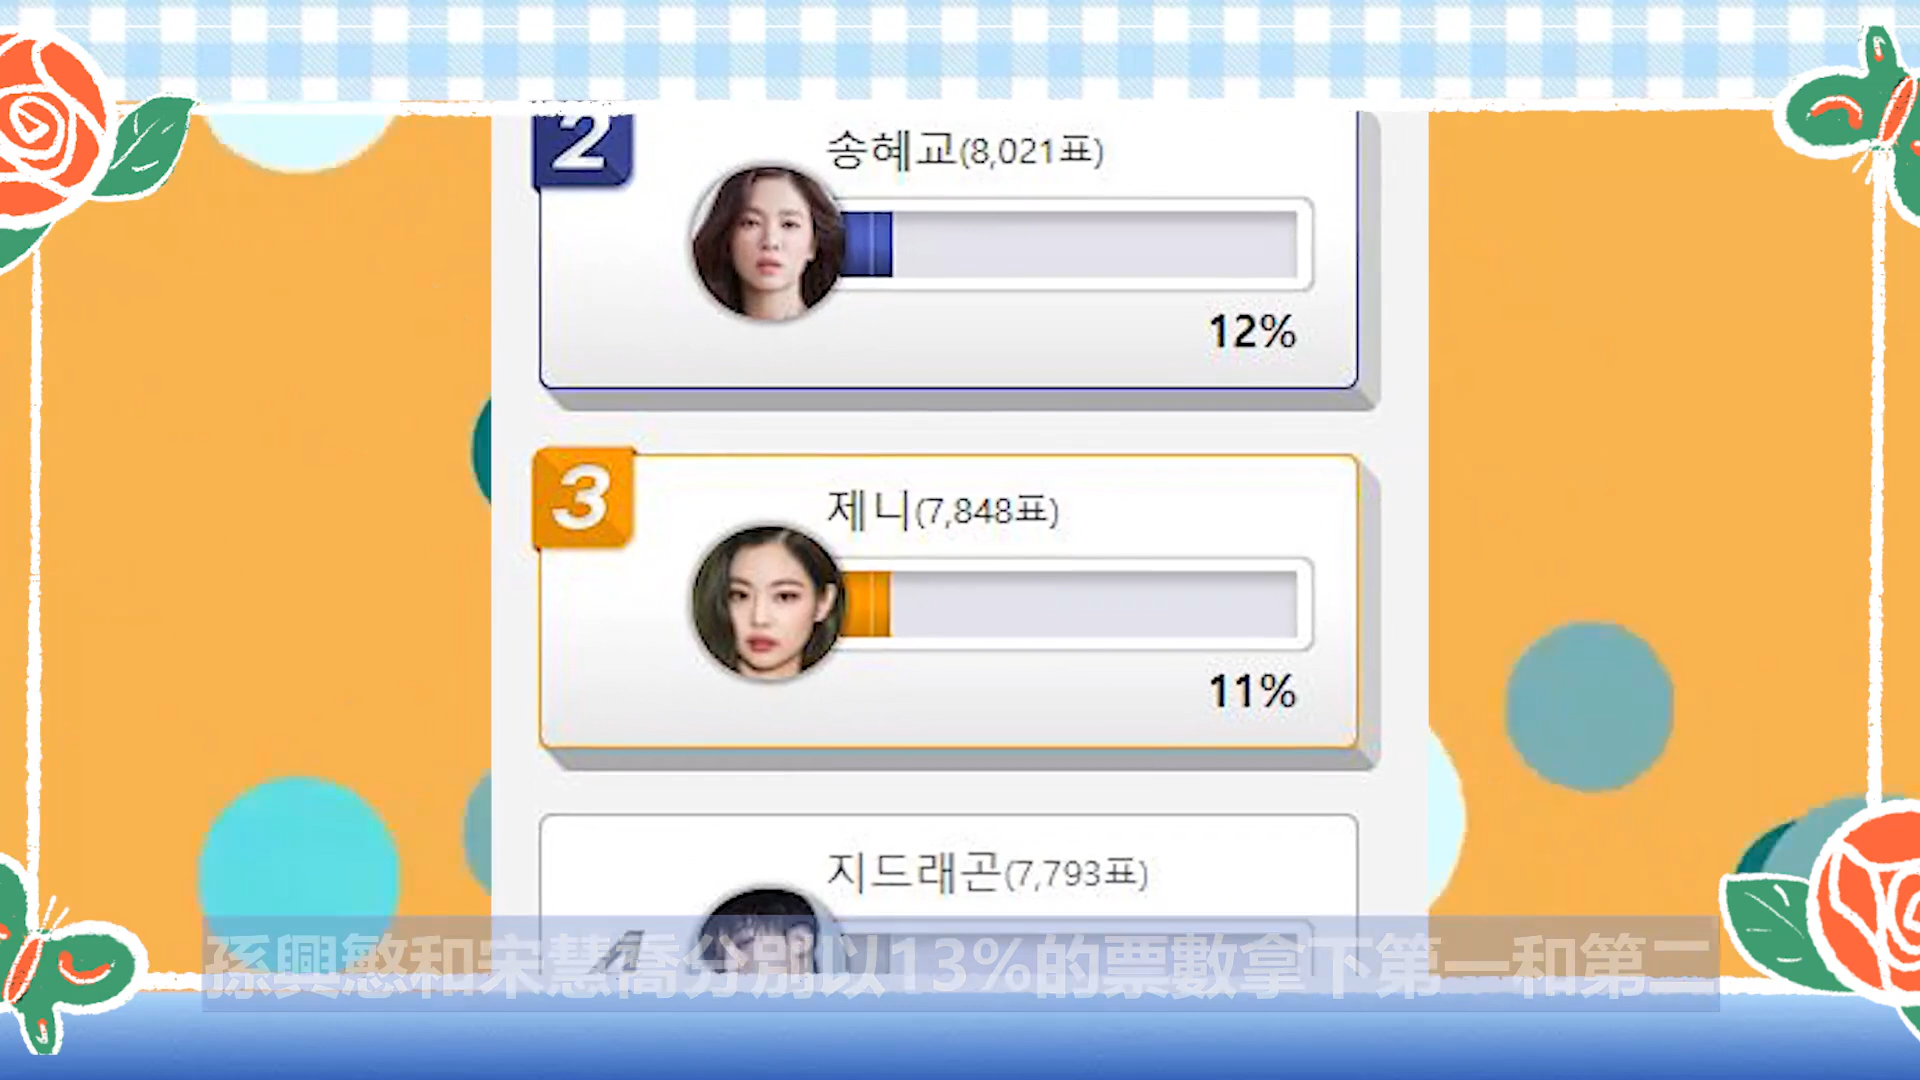 2
송혜교(8,021표)
12%
3
제니(7,848표)
11%
지드래곤(7,793표)
4
孫興慜和宋慧喬分別以13%的票數拿下第一和第二